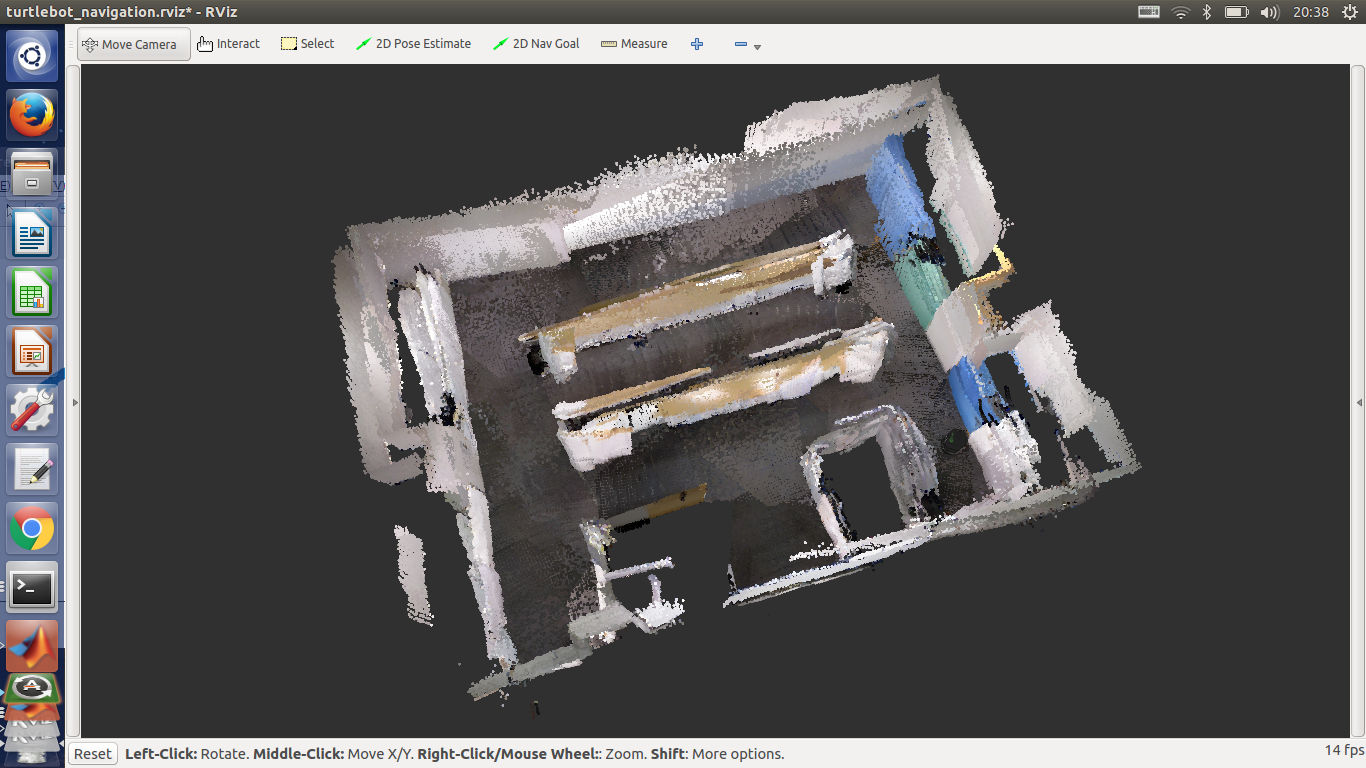 turtlebot_navigation.rviz* - RViz
20:38
Move Camera
Interact
Select
2D Pose Estimate
2D Nav Goal
Measure
Reset
Left-Click: Rotate. Middle-Click: Move X/Y. Right-Click/Mouse Wheel:: Zoom. Shift: More options.
14 fps